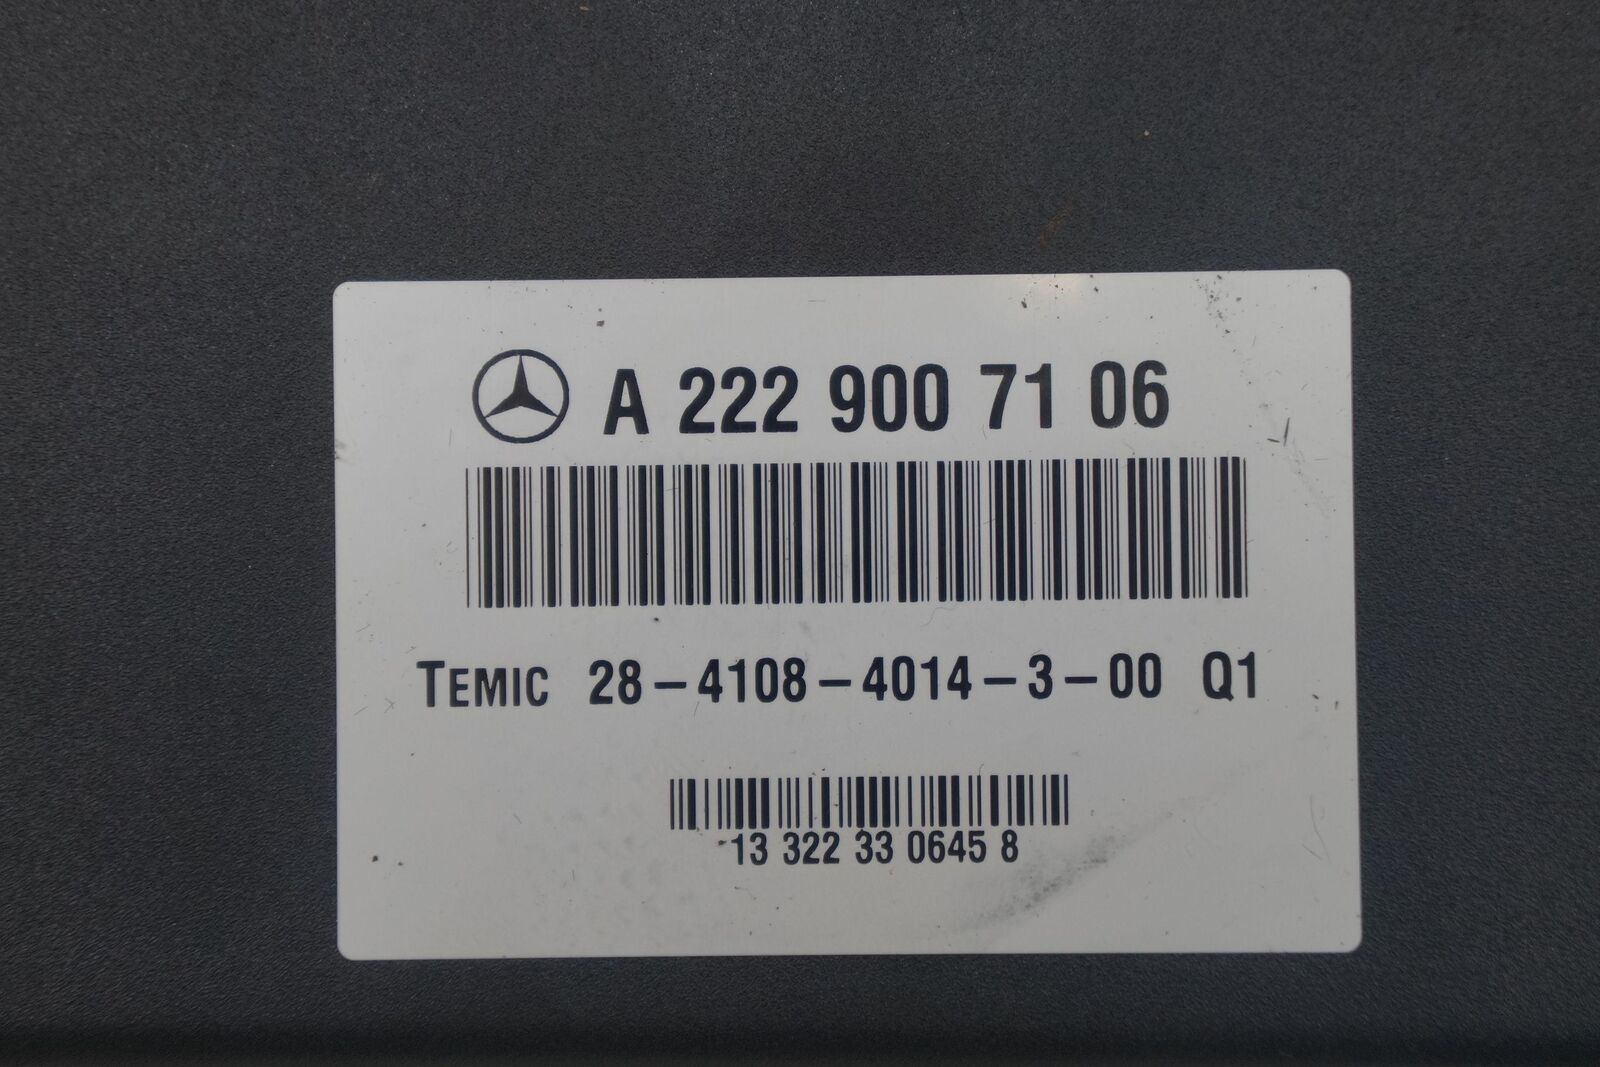 A 222 900 71 06
TEMIC 28-4108-4014-3-00 Q1
13 322 33 0645 8